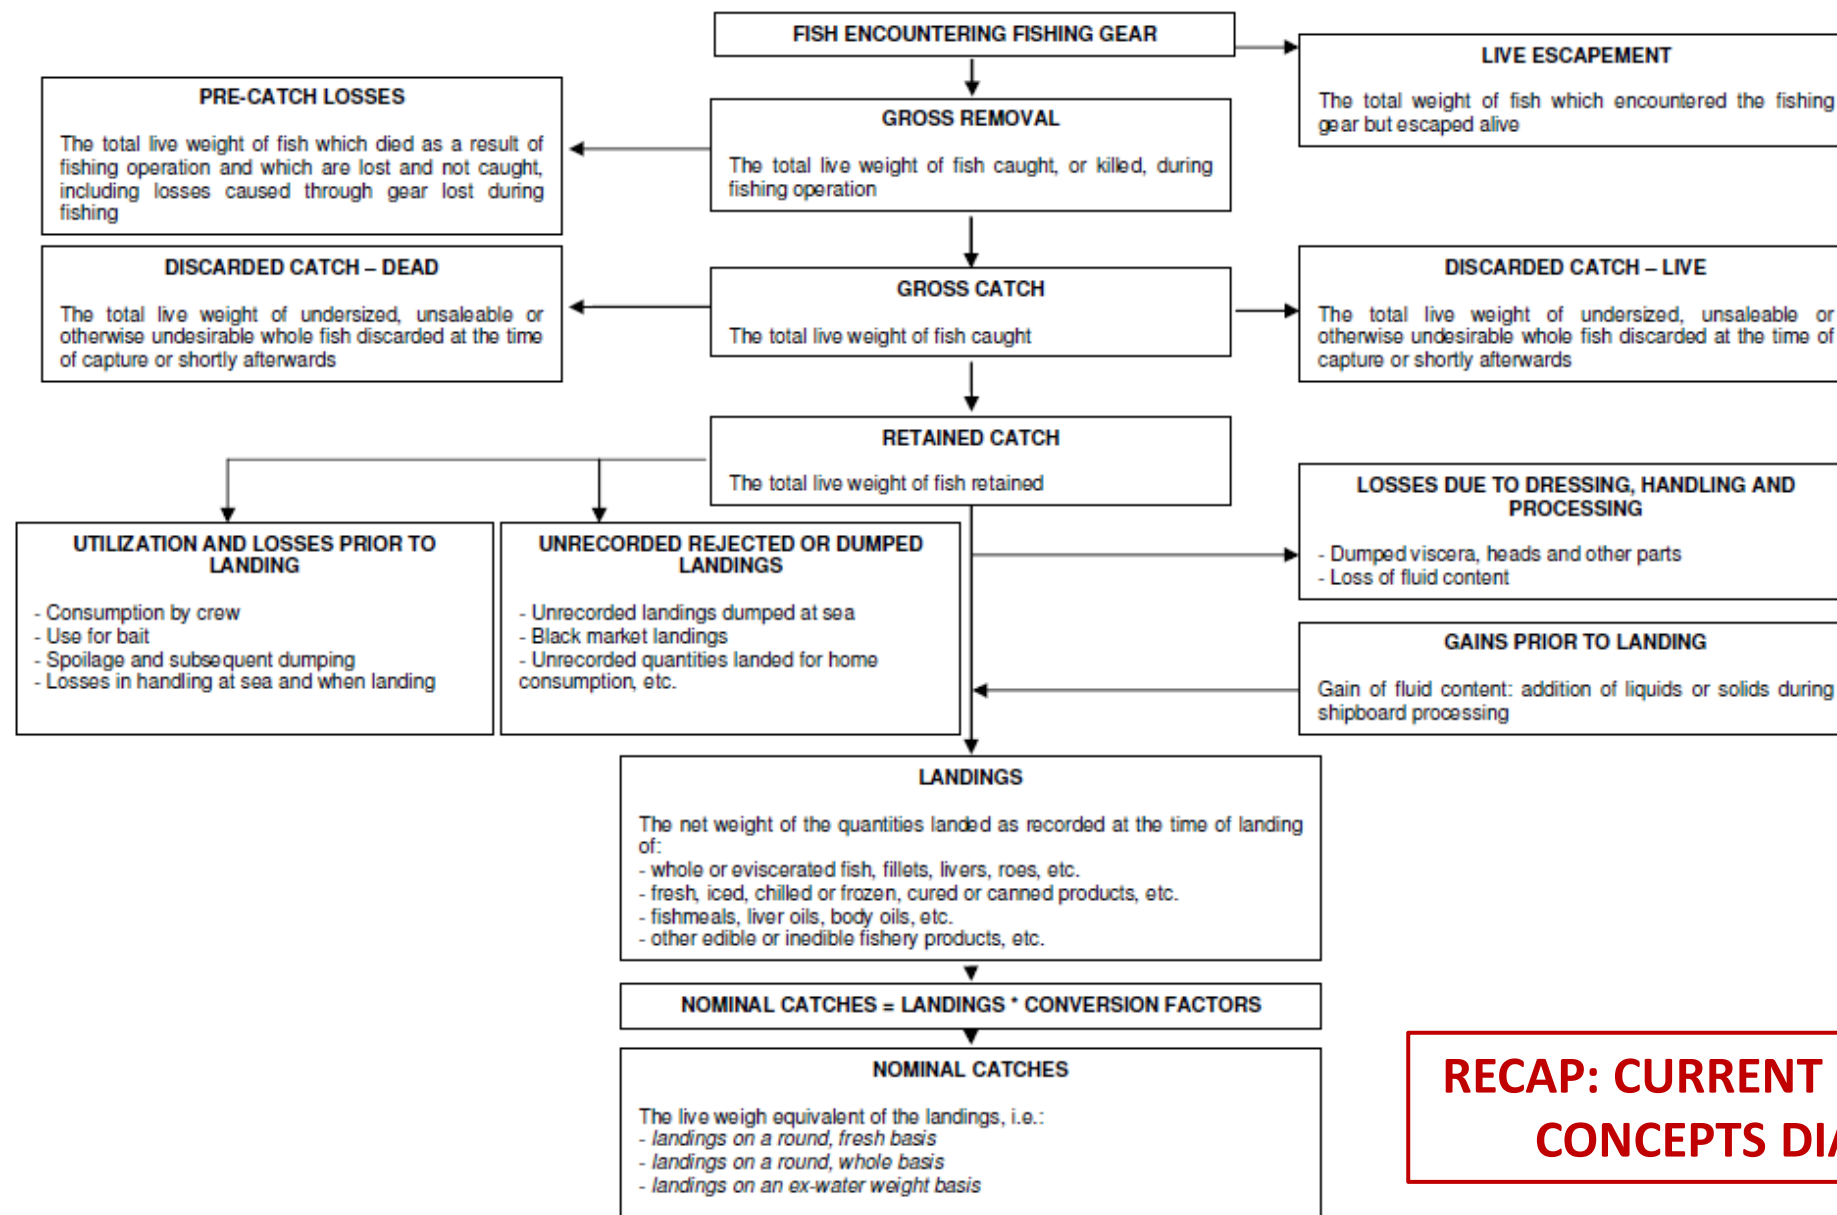 FISH ENCOUNTERING FISHING GEAR
LIVE ESCAPEMENT
The total weight of fish which encountered the fishing
gear but escaped alive
PRE-CATCH LOSSES
The total live weight of fish which died as a result of
fishing operation and which are lost and not caught,
including losses caused through gear lost during
fishing
GROSS REMOVAL
The total live weight of fish caught, or killed, during
fishing operation
DISCARDED CATCH – DEAD
The total live weight of undersized, unsaleable or
otherwise undesirable whole fish discarded at the time
of capture or shortly afterwards
GROSS CATCH
The total live weight of fish caught
DISCARDED CATCH – LIVE
The total live weight of undersized, unsaleable or
otherwise undesirable whole fish discarded at the time of
capture or shortly afterwards
RETAINED CATCH
The total live weight of fish retained
LOSSES DUE TO DRESSING, HANDLING AND
PROCESSING
- Dumped viscera, heads and other parts
- Loss of fluid content
UTILIZATION AND LOSSES PRIOR TO
LANDING
- Consumption by crew
- Use for bait
- Spoilage and subsequent dumping
- Losses in handling at sea and when landing
UNRECORDED REJECTED OR DUMPED
LANDINGS
- Unrecorded landings dumped at sea
- Black market landings
- Unrecorded quantities landed for home
consumption, etc.
GAINS PRIOR TO LANDING
Gain of fluid content: addition of liquids or solids during
shipboard processing
LANDINGS
The net weight of the quantities landed as recorded at the time of landing
of:
- whole or eviscerated fish, fillets, livers, roes, etc.
- fresh, iced, chilled or frozen, cured or canned products, etc.
- fishmeals, liver oils, body oils, etc.
- other edible or inedible fishery products, etc.
NOMINAL CATCHES = LANDINGS * CONVERSION FACTORS
NOMINAL CATCHES
The live weigh equivalent of the landings, i.e.:
- landings on a round, fresh basis
- landings on a round, whole basis
- landings on an ex-water weight basis
RECAP: CURRENT
CONCEPTS DIA